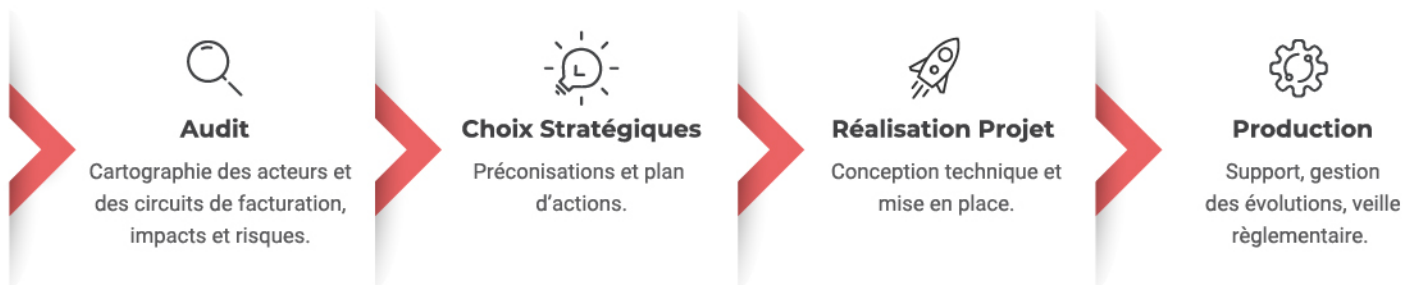 Audit
Cartographie des acteurs et
des circuits de facturation,
impacts et risques.
Choix Stratégiques
Préconisations et plan
d’actions.
Réalisation Projet
Conception technique et
mise en place.
Production
Support, gestion
des évolutions, veille
règlementaire.